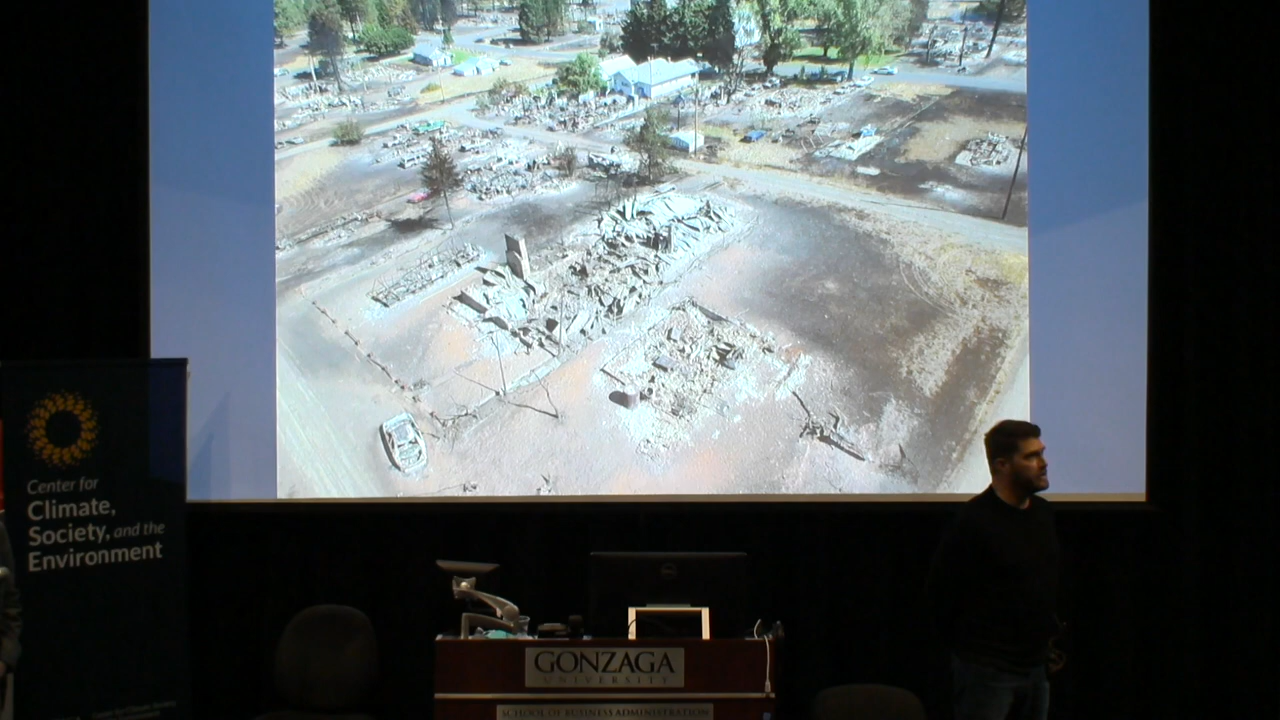 Center for
Climate,
Society, and the
Environment
GONZAGA
UNIVERSITY
SCHOOL OF BUSINESS ADMINISTRATION